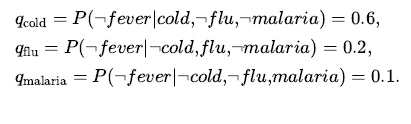 q_cold = P(¬fever|cold,¬flu,¬malaria) = 0.6,
q_flu = P(¬fever|¬cold,flu,¬malaria) = 0.2,
q_malaria = P(¬fever|¬cold,¬flu,malaria) = 0.1.